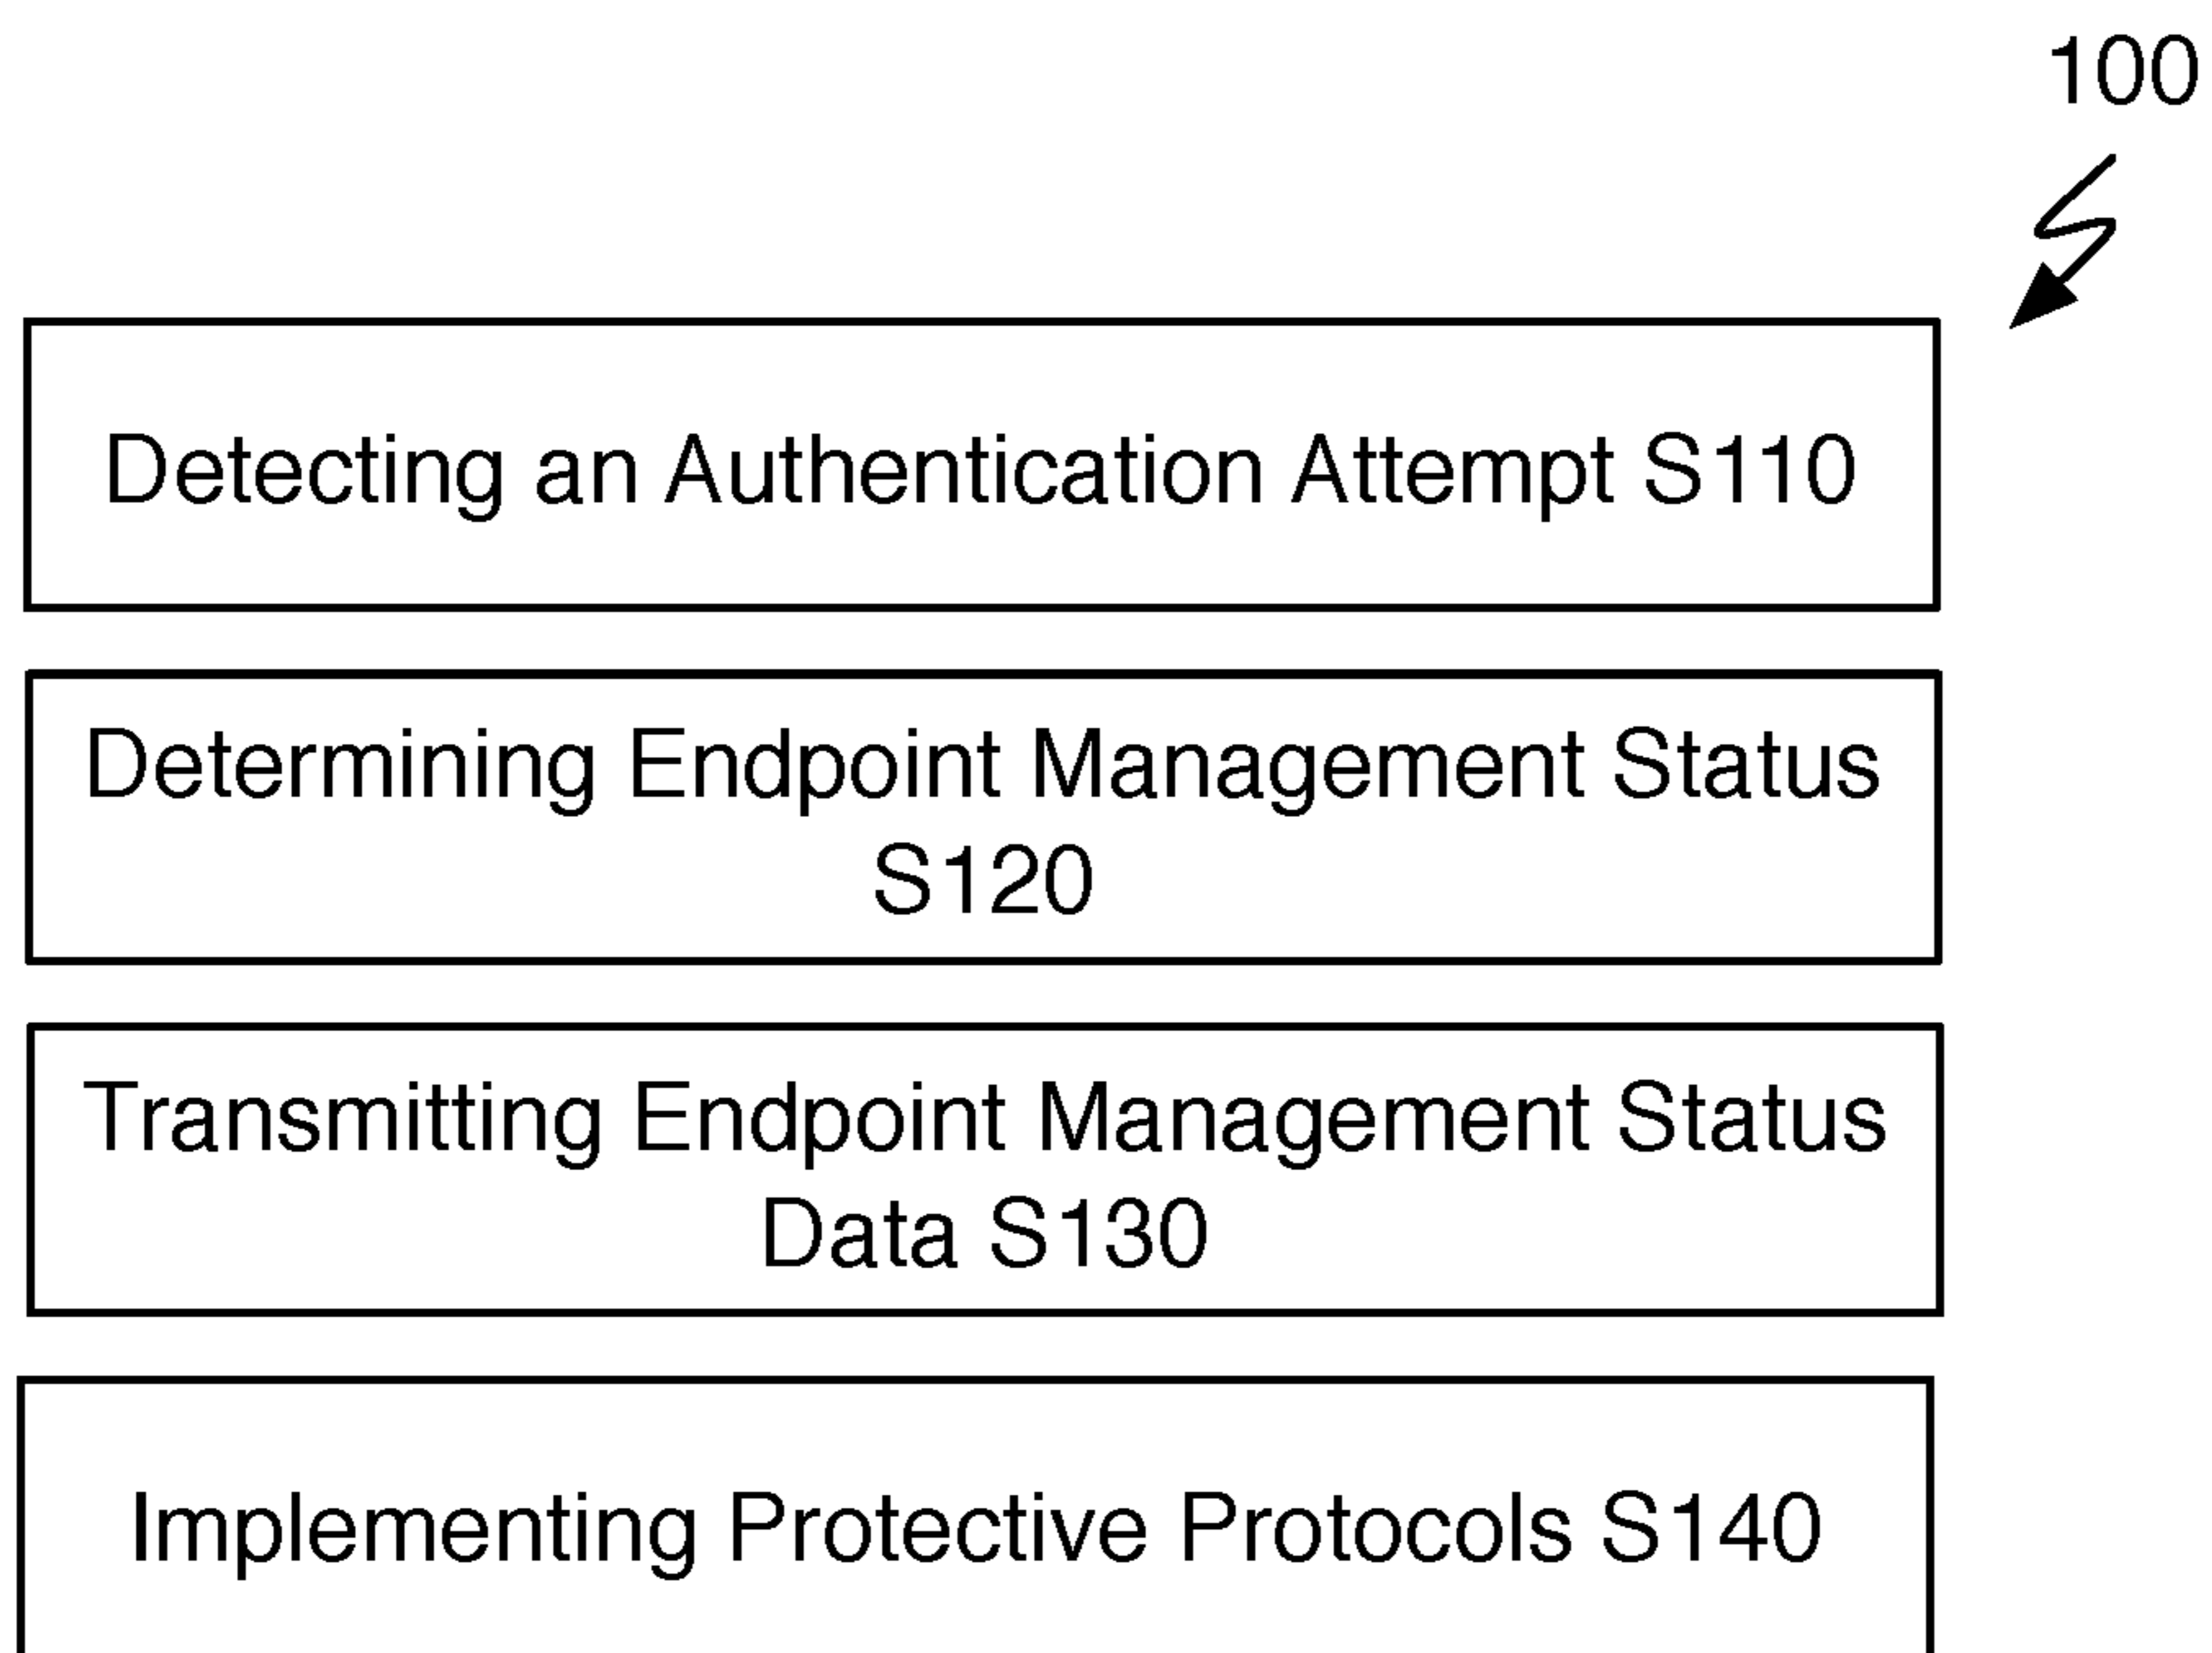 100
Detecting an Authentication Attempt S110
Determining Endpoint Management Status
S120
Transmitting Endpoint Management Status
Data S130
Implementing Protective Protocols S140